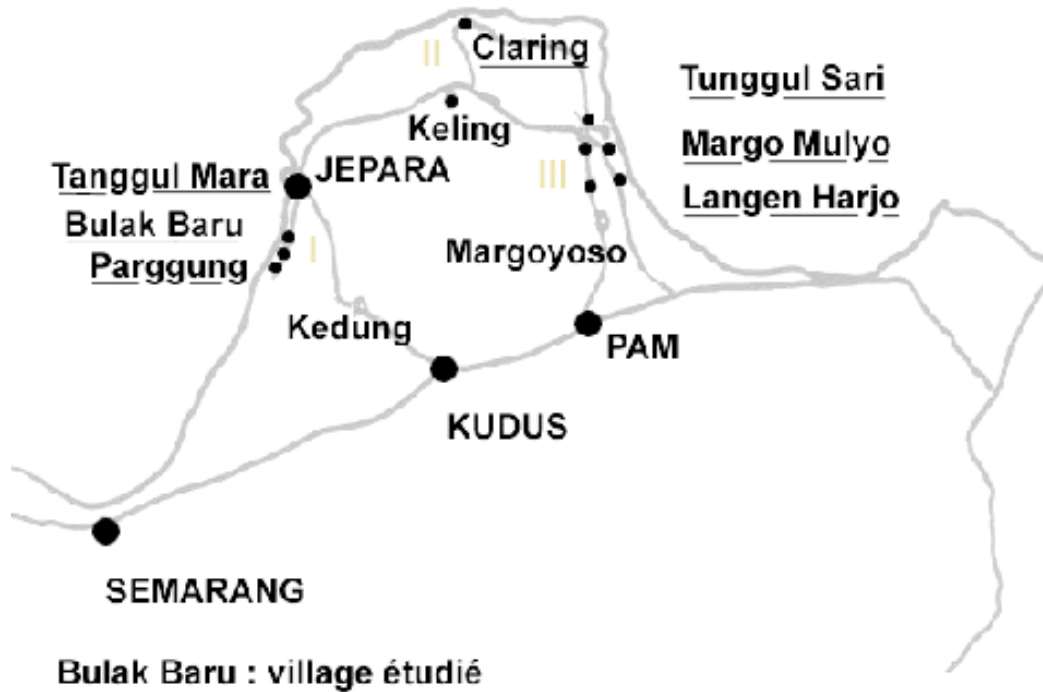 II
Claring
Tunggul Sari
Keling
Margo Mulyo
III
Tanggul Mara
JEPARA
Langen Harjo
Bulak Baru
I
Margoyoso
Parggung
Kedung
PAM
KUDUS
SEMARANG
Bulak Baru : village étudié